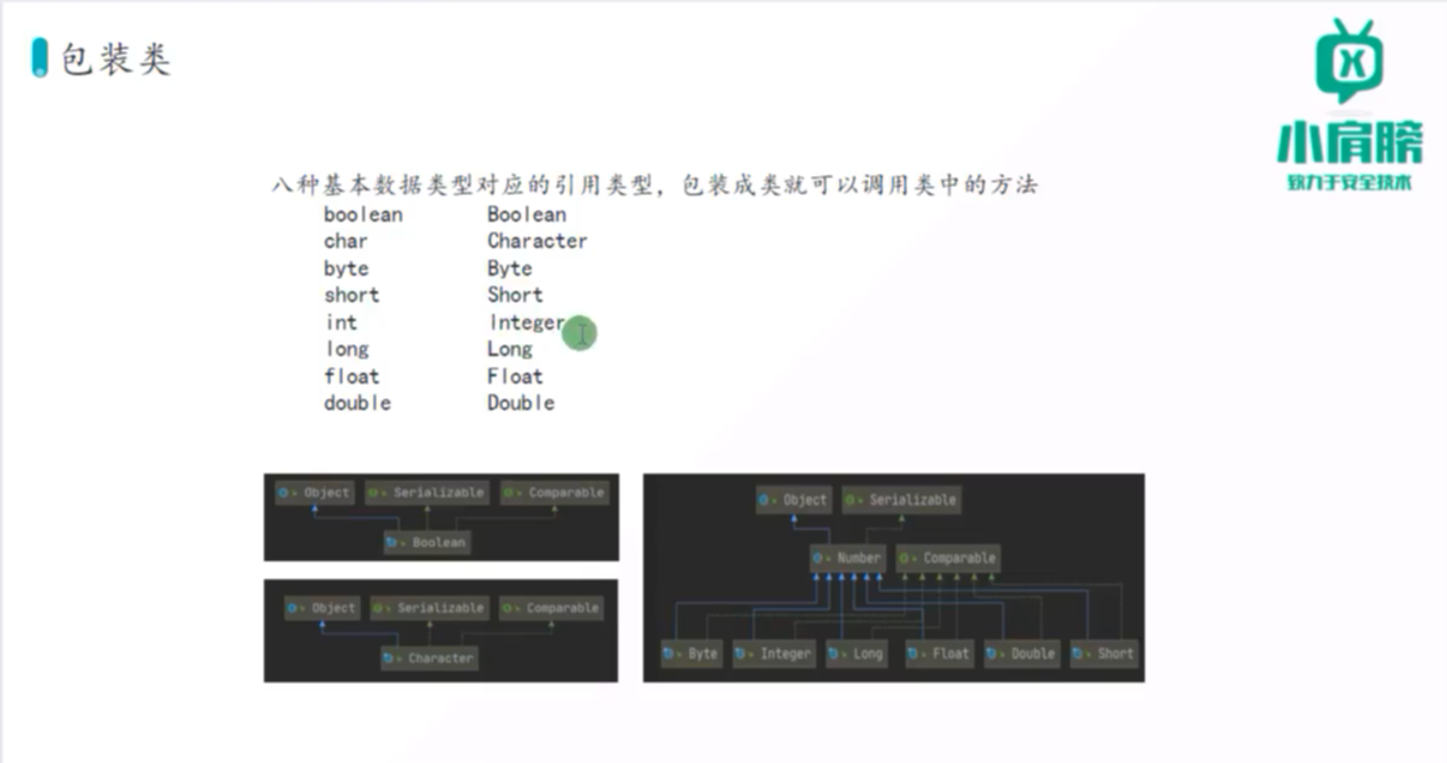 包装类
小肩膀
致力于安全技术
八种基本数据类型对应的引用类型，包装成类就可以调用类中的方法
boolean Boolean
char Character
byte Byte
short Short
int Integer
long Long
float Float
double Double
Object Serializable Comparable
Boolean
Object Serializable Comparable
Character
Object Serializable
Number Comparable
Byte Integer Long Float Double Short